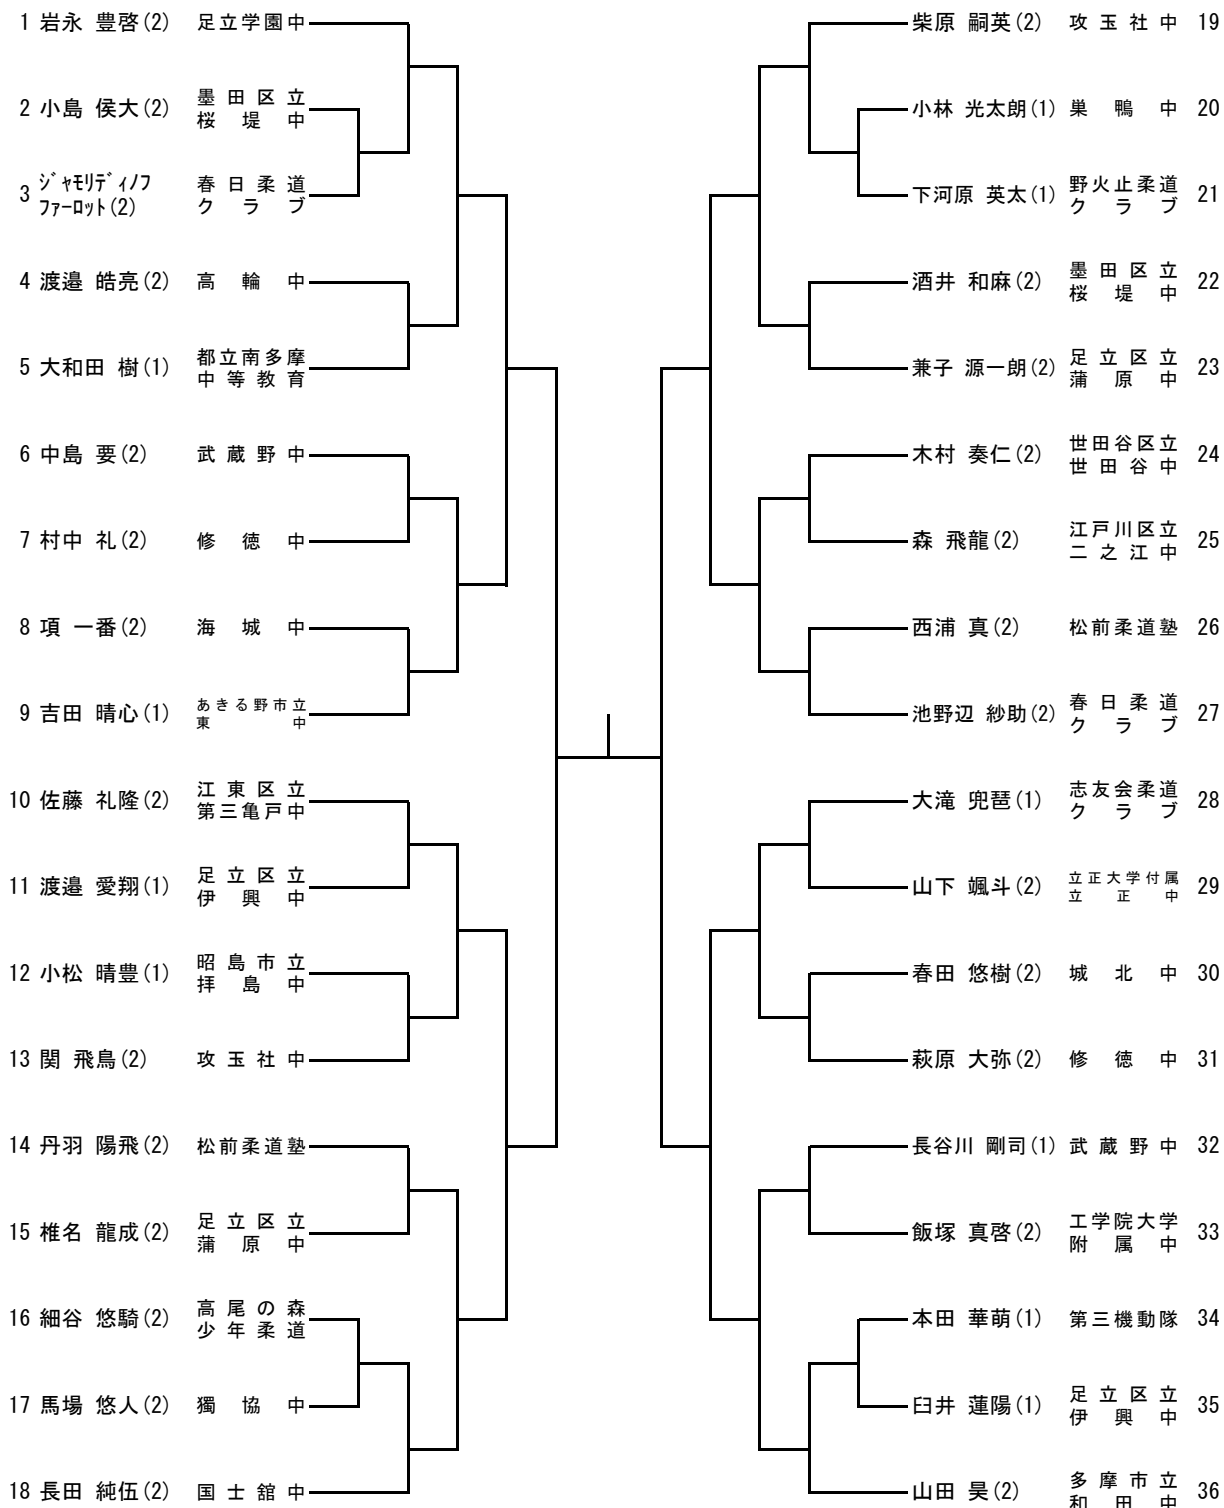 1 岩永 豊啓(2) 足立学園中
2 小島 侯大(2) 墨田区立
桜堤中
3 ジャモリディノフ
ファーロット(2) 春日柔道
クラブ
4 渡邉 皓亮(2) 高輪中
5 大和田 樹(1) 都立南多摩
中等教育
6 中島 要(2) 武蔵野中
7 村中 礼(2) 修徳中
8 項 一番(2) 海城中
9 吉田 晴心(1) あきる野市立
東中
10 佐藤 礼隆(2) 江東区立
第三亀戸中
11 渡邉 愛翔(1) 足立区立
伊興中
12 小松 晴豊(1) 昭島市立
拝島中
13 関 飛鳥(2) 攻玉社中
14 丹羽 陽飛(2) 松前柔道塾
15 椎名 龍成(2) 足立区立
蒲原中
16 細谷 悠騎(2) 高尾の森
少年柔道
17 馬場 悠人(2) 獨協中
18 長田 純伍(2) 国士舘中
柴原 嗣英(2) 攻玉社中 19
小林 光太朗(1) 巣鴨中 20
下河原 英太(1) 野火止柔道
クラブ 21
酒井 和麻(2) 墨田区立
桜堤中 22
兼子 源一朗(2) 足立区立
蒲原中 23
木村 奏仁(2) 世田谷区立
世田谷中 24
森 飛龍(2) 江戸川区立
二之江中 25
西浦 真(2) 松前柔道塾 26
池野辺 紗助(2) 春日柔道
クラブ 27
大滝 兜琶(1) 志友会柔道
クラブ 28
山下 颯斗(2) 立正大学付属
立正中 29
春田 悠樹(2) 城北中 30
萩原 大弥(2) 修徳中 31
長谷川 剛司(1) 武蔵野中 32
飯塚 真啓(2) 工学院大学
附属中 33
本田 華萌(1) 第三機動隊 34
臼井 蓮陽(1) 足立区立
伊興中 35
山田 昊(2) 多摩市立
和田中 36